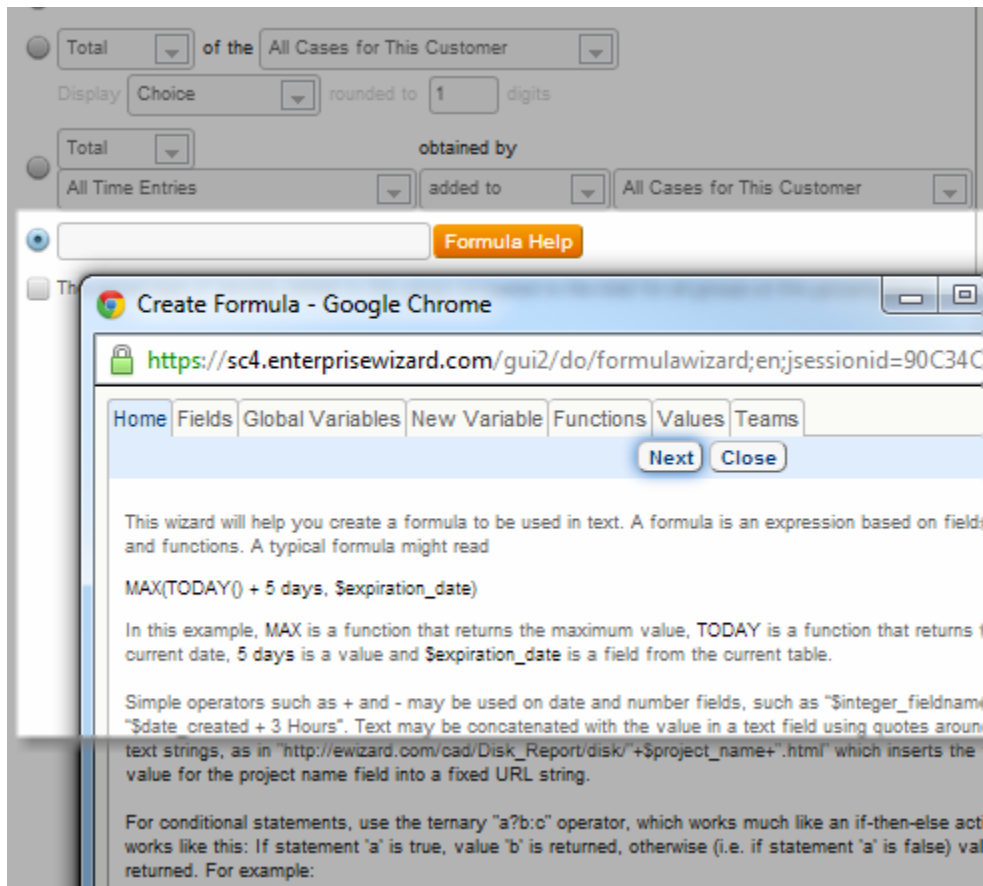 Total of the All Cases for This Customer
Display Choice rounded to 1 digits
Total obtained by
All Time Entries added to All Cases for This Customer
Formula Help
Th
Create Formula - Google Chrome
https://sc4.enterprisewizard.com/gui2/do/formulawizard;en;jsessionid=90C34C
Home Fields Global Variables New Variable Functions Values Teams
Next Close
This wizard will help you create a formula to be used in text. A formula is an expression based on fields
and functions. A typical formula might read
MAX(TODAY() + 5 days, $expiration_date)
In this example, MAX is a function that returns the maximum value, TODAY is a function that returns t
current date, 5 days is a value and $expiration_date is a field from the current table.
Simple operators such as + and - may be used on date and number fields, such as "$integer_fieldname
"$date_created + 3 Hours". Text may be concatenated with the value in a text field using quotes aroun
text strings, as in "http://ewizard.com/cad/Disk_Report/disk/"+$project_name+".html" which inserts the
value for the project name field into a fixed URL string.
For conditional statements, use the ternary "a?b:c" operator, which works much like an if-then-else acti
works like this: If statement 'a' is true, value 'b' is returned, otherwise (i.e. if statement 'a' is false) val
returned. For example: